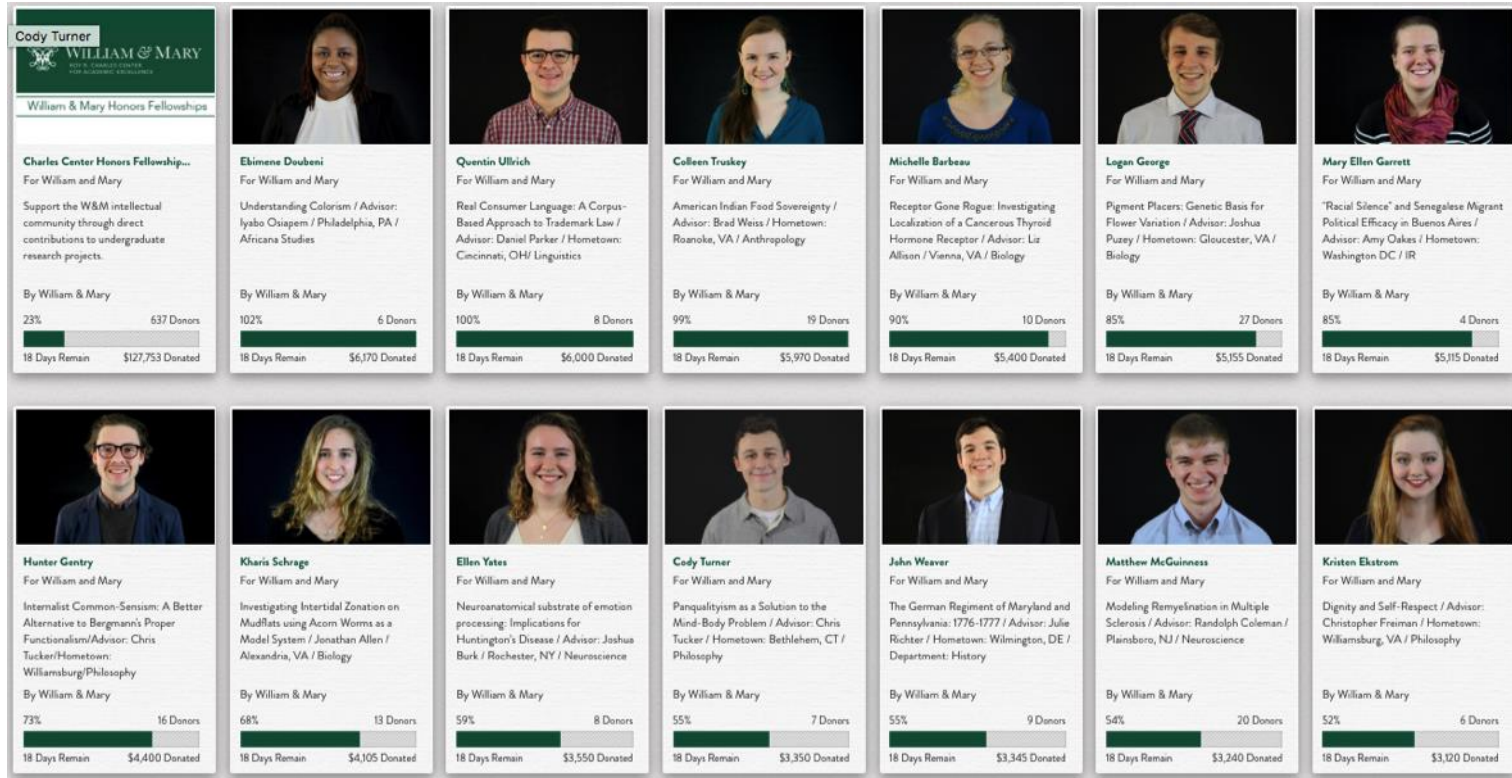 Cody Turner
WILLIAM & MARY
ROY R. CHARLES CENTER
FOR ACADEMIC EXCELLENCE
William & Mary Honors Fellowships
Charles Center Honors Fellowship...
For William and Mary
Support the W&M intellectual
community through direct
contributions to undergraduate
research projects.
By William & Mary
23% 637 Donors
18 Days Remain $127,753 Donated
Ebimene Doubeni
For William and Mary
Understanding Colorism / Advisor:
Iyabo Osiapem / Philadelphia, PA /
Africana Studies
By William & Mary
102% 6 Donors
18 Days Remain $6,170 Donated
Quentin Ullrich
For William and Mary
Real Consumer Language: A Corpus-
Based Approach to Trademark Law /
Advisor: Daniel Parker / Hometown:
Cincinnati, OH/ Linguistics
By William & Mary
100% 8 Donors
18 Days Remain $6,000 Donated
Colleen Truskey
For William and Mary
American Indian Food Sovereignty /
Advisor: Brad Weiss / Hometown:
Roanoke, VA / Anthropology
By William & Mary
99% 19 Donors
18 Days Remain $5,970 Donated
Michelle Barbeau
For William and Mary
Receptor Gone Rogue: Investigating
Localization of a Cancerous Thyroid
Hormone Receptor / Advisor: Liz
Allison / Vienna, VA / Biology
By William & Mary
90% 10 Donors
18 Days Remain $5,400 Donated
Logan George
For William and Mary
Pigment Placers: Genetic Basis for
Flower Variation / Advisor: Joshua
Puzey / Hometown: Gloucester, VA /
Biology
By William & Mary
85% 27 Donors
18 Days Remain $5,155 Donated
Mary Ellen Garrett
For William and Mary
"Racial Silence" and Senegalese Migrant
Political Efficacy in Buenos Aires /
Advisor: Amy Oakes / Hometown:
Washington DC / IR
By William & Mary
85% 4 Donors
18 Days Remain $5,115 Donated
Hunter Gentry
For William and Mary
Internalist Common-Sensism: A Better
Alternative to Bergmann's Proper
Functionalism/Advisor: Chris
Tucker/Hometown:
Williamsburg/Philosophy
By William & Mary
73% 16 Donors
18 Days Remain $4,400 Donated
Kharis Schrage
For William and Mary
Investigating Intertidal Zonation on
Mudflats using Acorn Worms as a
Model System / Jonathan Allen /
Alexandria, VA / Biology
By William & Mary
68% 13 Donors
18 Days Remain $4,105 Donated
Ellen Yates
For William and Mary
Neuroanatomical substrate of emotion
processing: Implications for
Huntington's Disease / Advisor: Joshua
Burk / Rochester, NY / Neuroscience
By William & Mary
59% 8 Donors
18 Days Remain $3,550 Donated
Cody Turner
For William and Mary
Panqualityism as a Solution to the
Mind-Body Problem / Advisor: Chris
Tucker / Hometown: Bethlehem, CT /
Philosophy
By William & Mary
55% 7 Donors
18 Days Remain $3,350 Donated
John Weaver
For William and Mary
The German Regiment of Maryland and
Pennsylvania: 1776-1777 / Advisor: Julie
Richter / Hometown: Wilmington, DE /
Department: History
By William & Mary
55% 9 Donors
18 Days Remain $3,345 Donated
Matthew McGuinness
For William and Mary
Modeling Remyelination in Multiple
Sclerosis / Advisor: Randolph Coleman /
Plainsboro, NJ / Neuroscience
By William & Mary
54% 20 Donors
18 Days Remain $3,240 Donated
Kristen Ekstrom
For William and Mary
Dignity and Self-Respect / Advisor:
Christopher Freiman / Hometown:
Williamsburg, VA / Philosophy
By William & Mary
52% 6 Donors
18 Days Remain $3,120 Donated